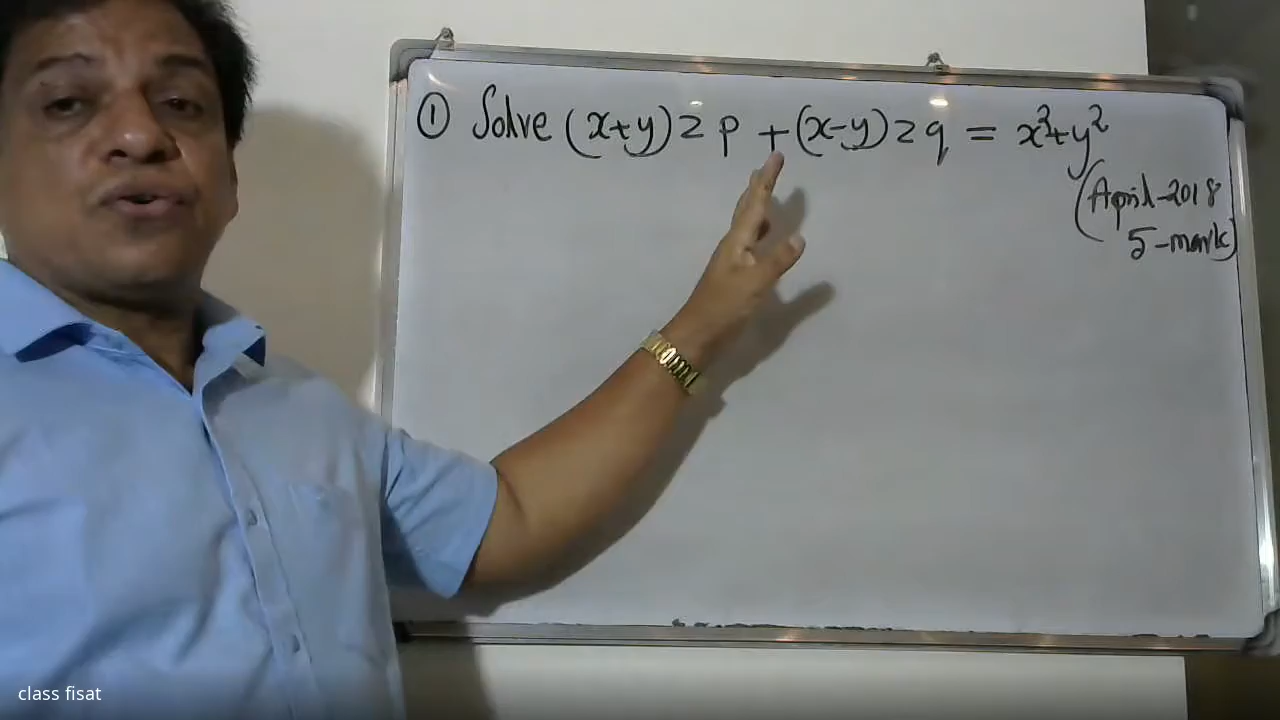 ① Solve (x+y)zp + (x-y)zq = x²+y²
(April-2018
5-mark)
class fisat